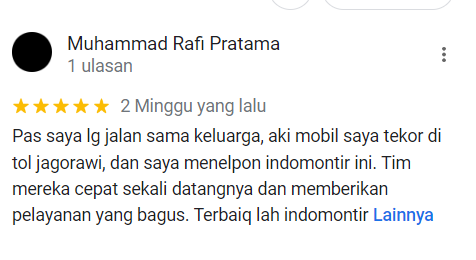 Muhammad Rafi Pratama
1 ulasan
2 Minggu yang lalu
Pas saya lg jalan sama keluarga, aki mobil saya tekor di
tol jagorawi, dan saya menelpon indomontir ini. Tim
mereka cepat sekali datangnya dan memberikan
pelayanan yang bagus. Terbaiq lah indomontir Lainnya